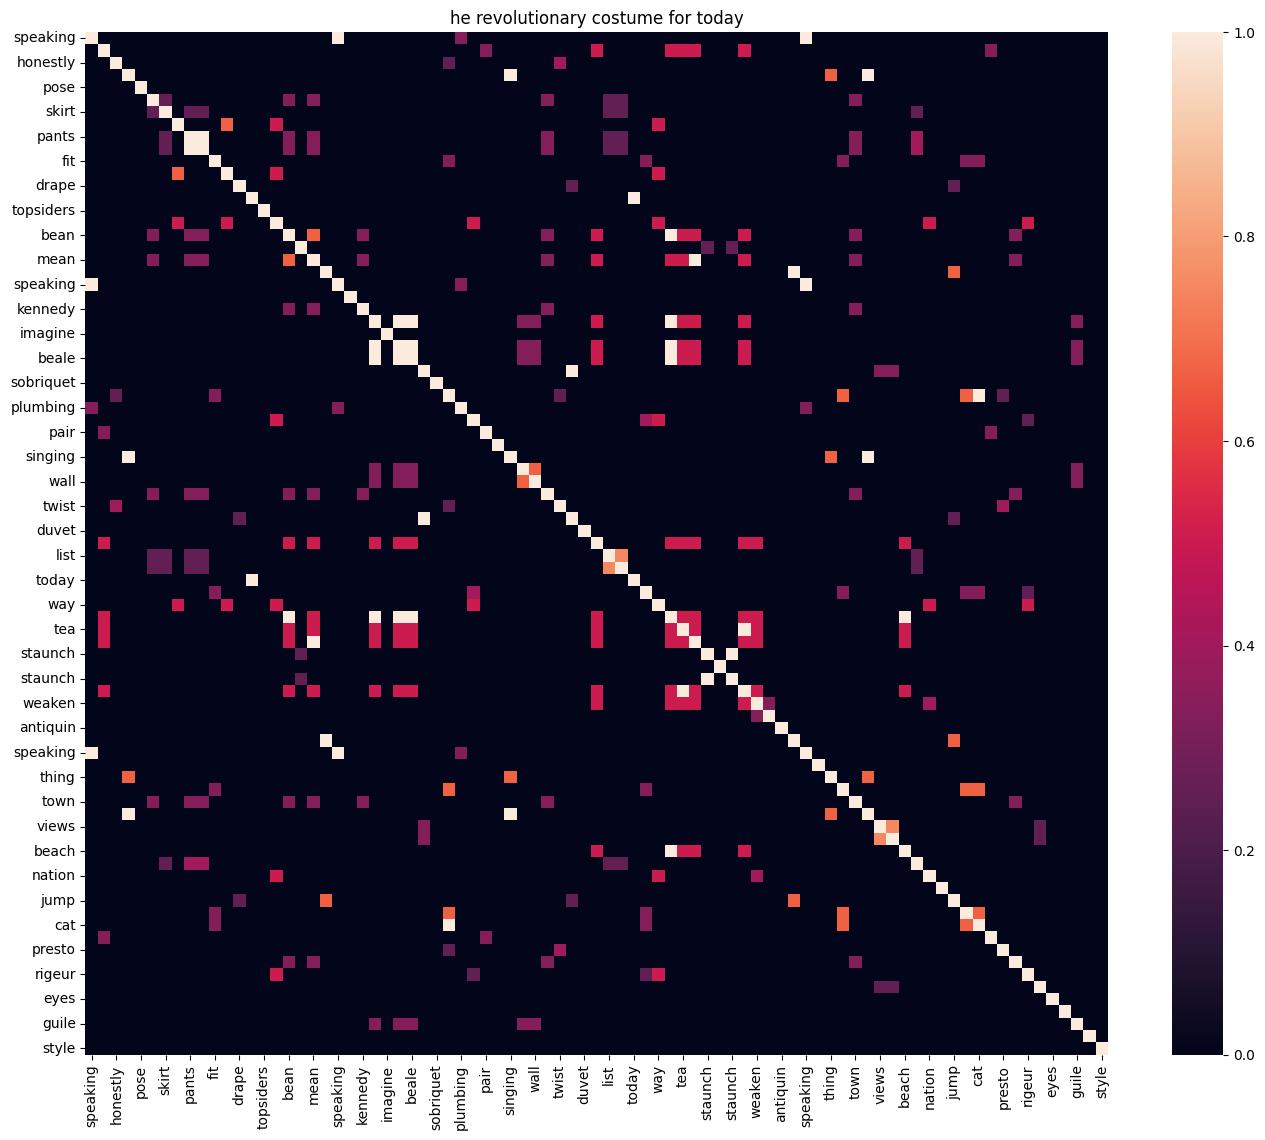 he revolutionary costume for today
speaking
honestly
pose
skirt
pants
fit
drape
topsiders
bean
mean
speaking
kennedy
imagine
beale
sobriquet
plumbing
pair
singing
wall
twist
duvet
list
today
way
tea
staunch
staunch
weaken
antiquin
speaking
thing
town
views
beach
nation
jump
cat
presto
rigeur
eyes
guile
style
speaking
honestly
pose
skirt
pants
fit
drape
topsiders
bean
mean
speaking
kennedy
imagine
beale
sobriquet
plumbing
pair
singing
wall
twist
duvet
list
today
way
tea
staunch
staunch
weaken
antiquin
speaking
thing
town
views
beach
nation
jump
cat
presto
rigeur
eyes
guile
style
1.0
0.8
0.6
0.4
0.2
0.0